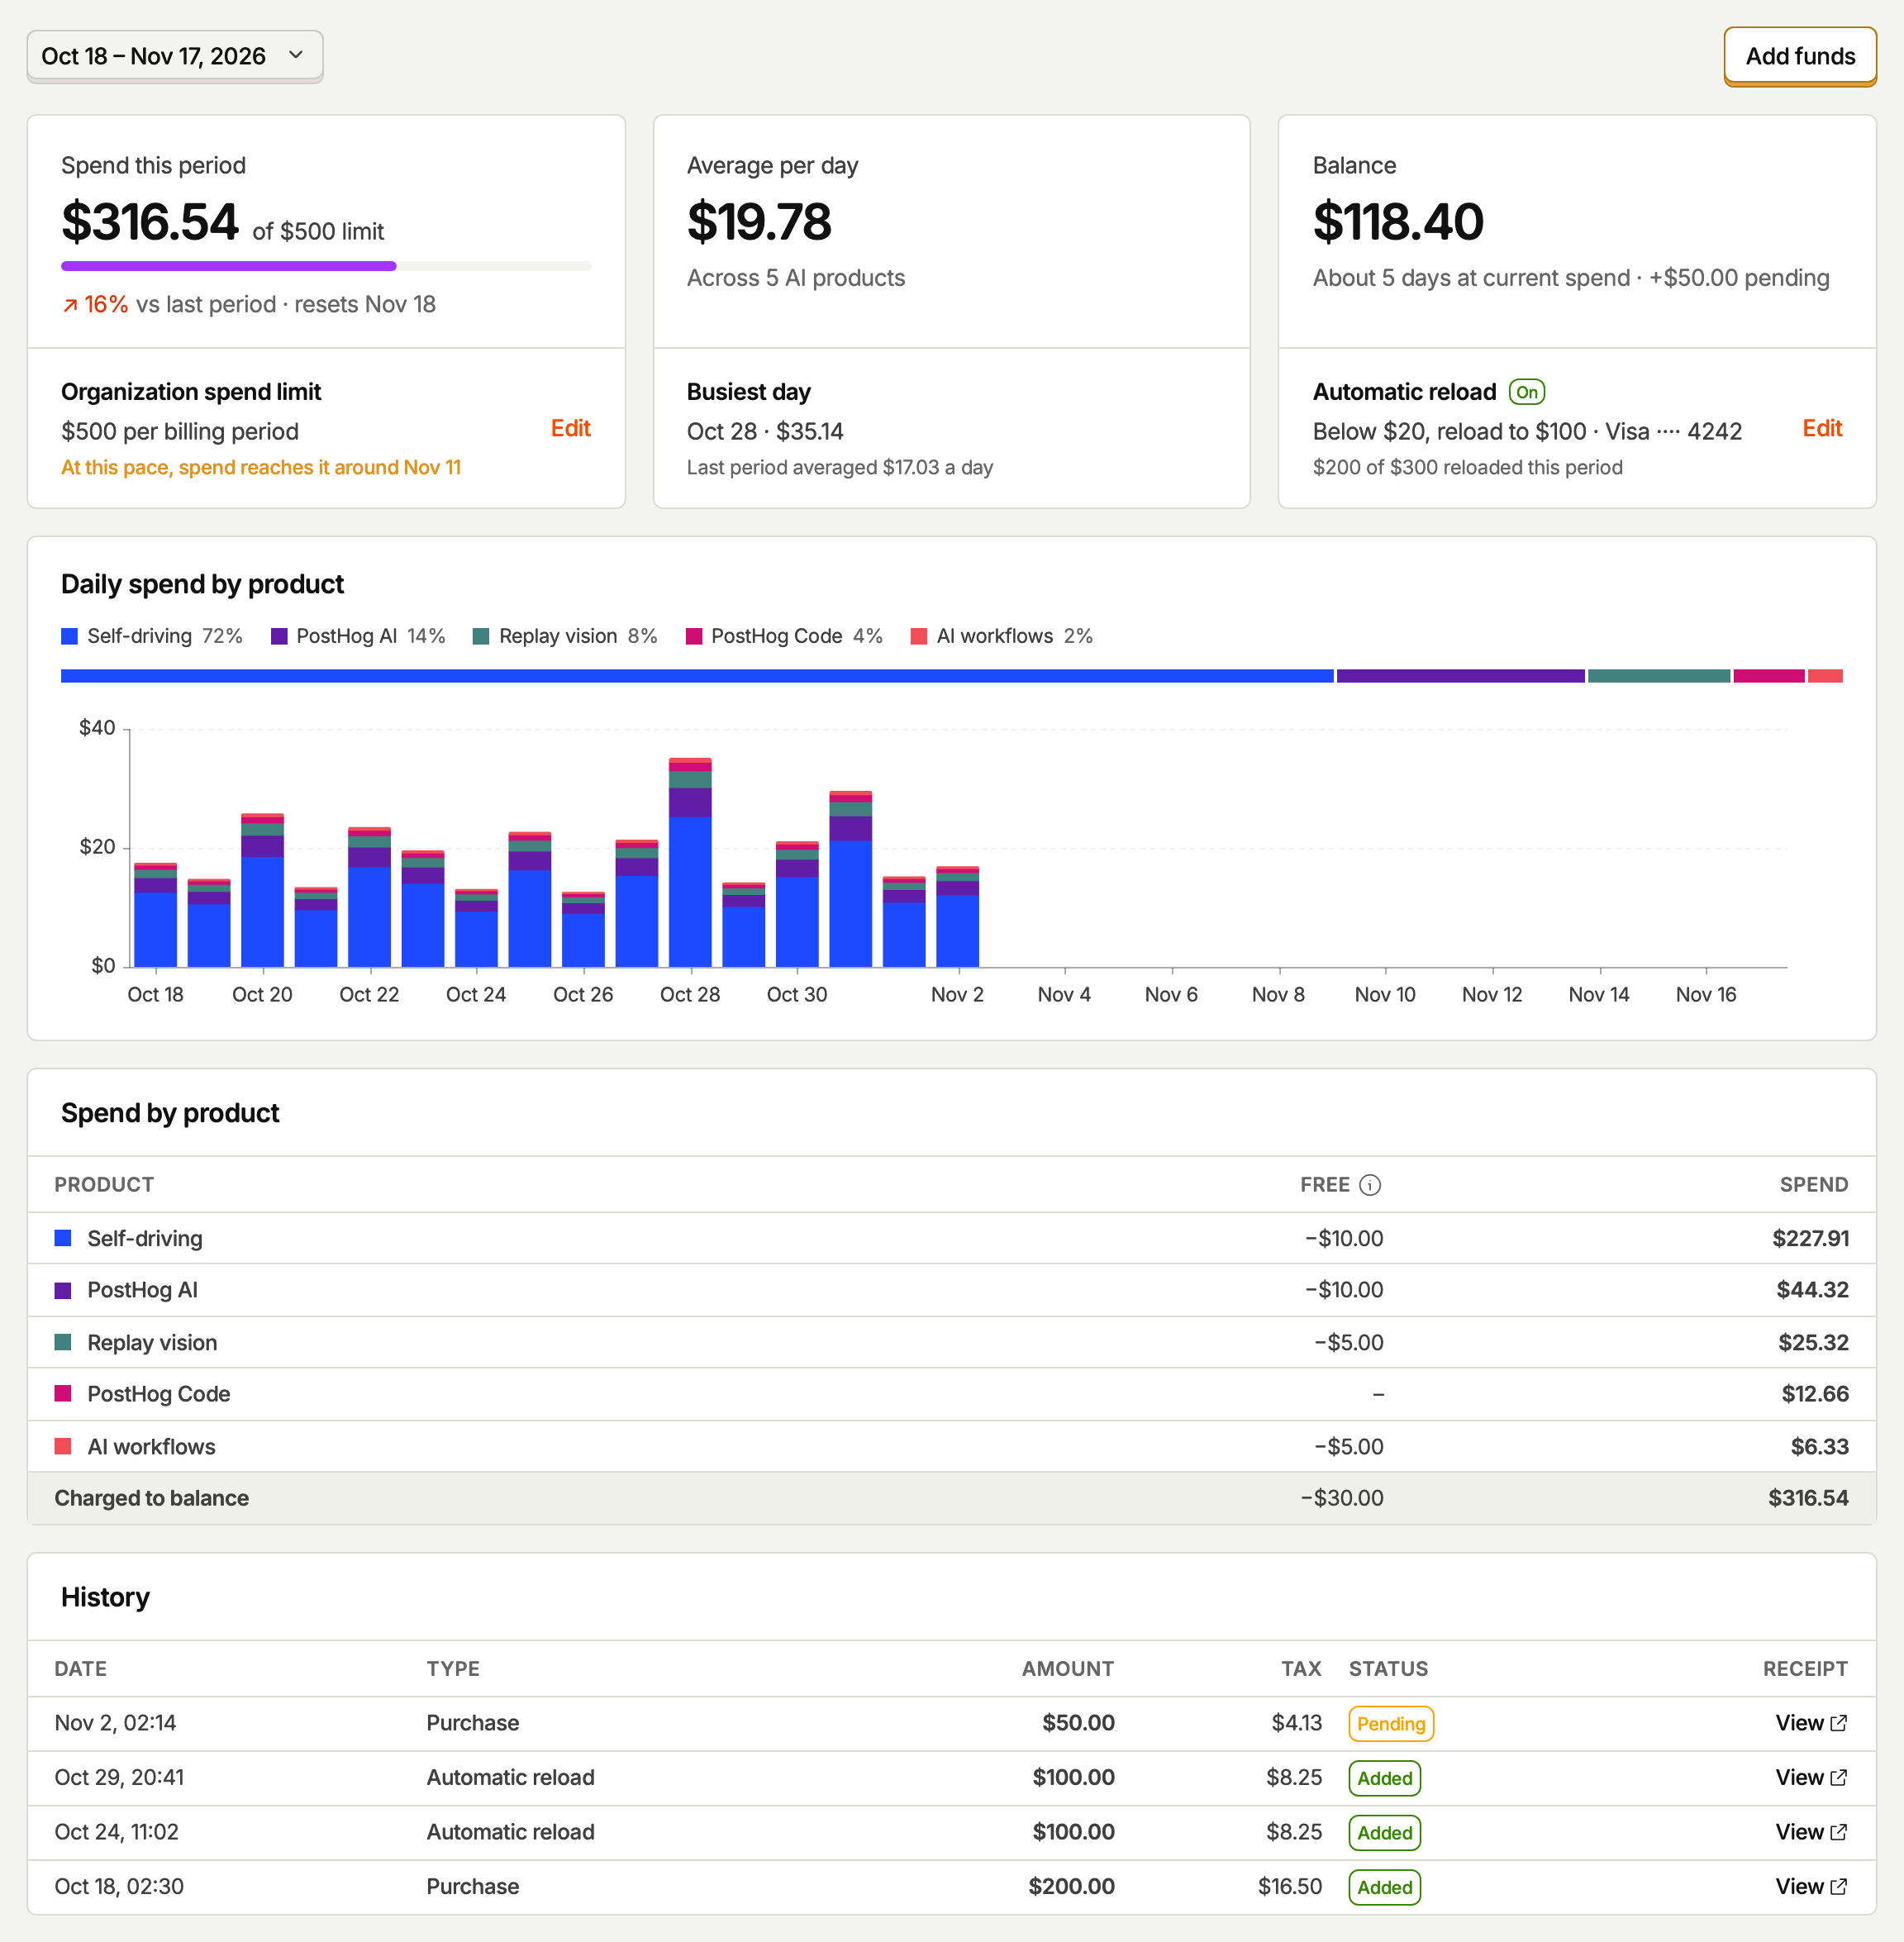 Oct 18 – Nov 17, 2026
Add funds
Spend this period
$316.54 of $500 limit
16% vs last period · resets Nov 18
Organization spend limit
$500 per billing period
Edit
At this pace, spend reaches it around Nov 11
Average per day
$19.78
Across 5 AI products
Busiest day
Oct 28 · $35.14
Last period averaged $17.03 a day
Balance
$118.40
About 5 days at current spend · +$50.00 pending
Automatic reload On
Below $20, reload to $100 · Visa ···· 4242
Edit
$200 of $300 reloaded this period
Daily spend by product
Self-driving 72% PostHog AI 14% Replay vision 8% PostHog Code 4% AI workflows 2%
$40
$20
$0
Oct 18 Oct 20 Oct 22 Oct 24 Oct 26 Oct 28 Oct 30 Nov 2 Nov 4 Nov 6 Nov 8 Nov 10 Nov 12 Nov 14 Nov 16
Spend by product
PRODUCT FREE SPEND
Self-driving −$10.00 $227.91
PostHog AI −$10.00 $44.32
Replay vision −$5.00 $25.32
PostHog Code – $12.66
AI workflows −$5.00 $6.33
Charged to balance −$30.00 $316.54
History
DATE TYPE AMOUNT TAX STATUS RECEIPT
Nov 2, 02:14 Purchase $50.00 $4.13 Pending View
Oct 29, 20:41 Automatic reload $100.00 $8.25 Added View
Oct 24, 11:02 Automatic reload $100.00 $8.25 Added View
Oct 18, 02:30 Purchase $200.00 $16.50 Added View